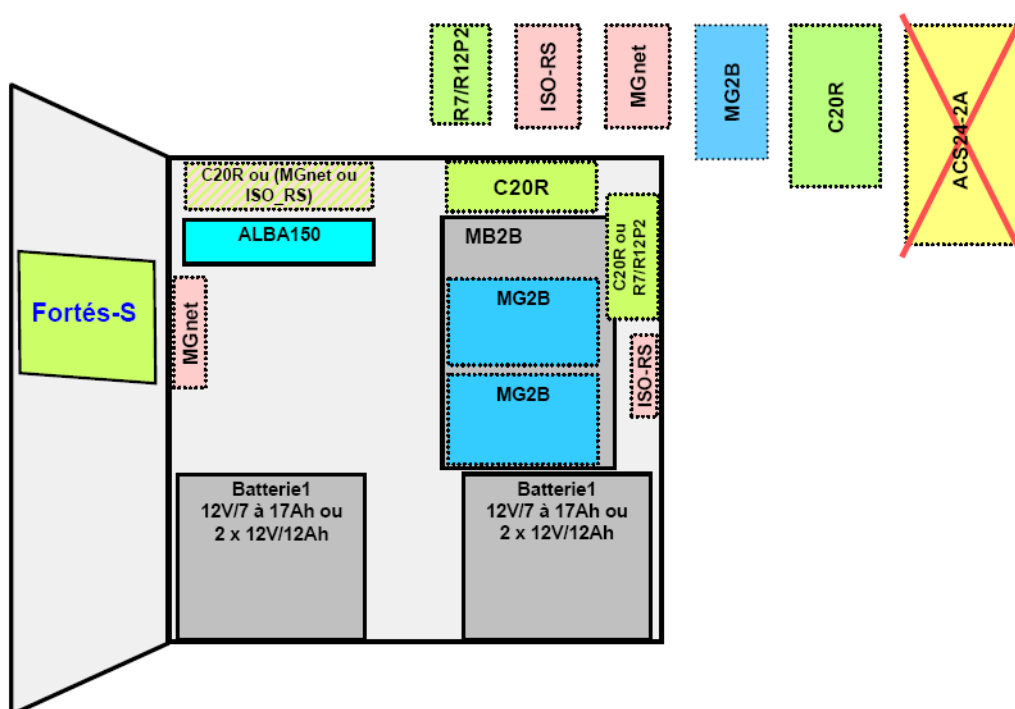 R7/R12P2
ISO-RS
MGnet
MG2B
C20R
ACS24-2A
C20R ou (MGnet ou
ISO_RS)
ALBA150
C20R
MB2B
C20R ou
R7/R12P2
MG2B
MG2B
Fortés-S
MGnet
ISO-RS
Batterie1
12V/7 à 17Ah ou
2 x 12V/12Ah
Batterie1
12V/7 à 17Ah ou
2 x 12V/12Ah